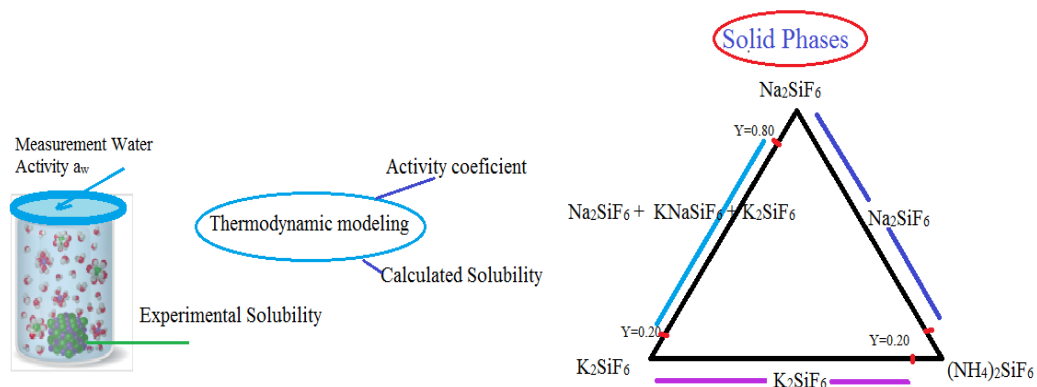 Solid Phases
Na₂SiF₆
Y=0.80
Measurement Water
Activity aw
Activity coeficient
Thermodynamic modeling
Na₂SiF₆ + KNaSiF₆ + K₂SiF₆
Na₂SiF₆
Calculated Solubility
Experimental Solubility
Y=0.20
Y=0.20
K₂SiF₆
(NH₄)₂SiF₆
K₂SiF₆